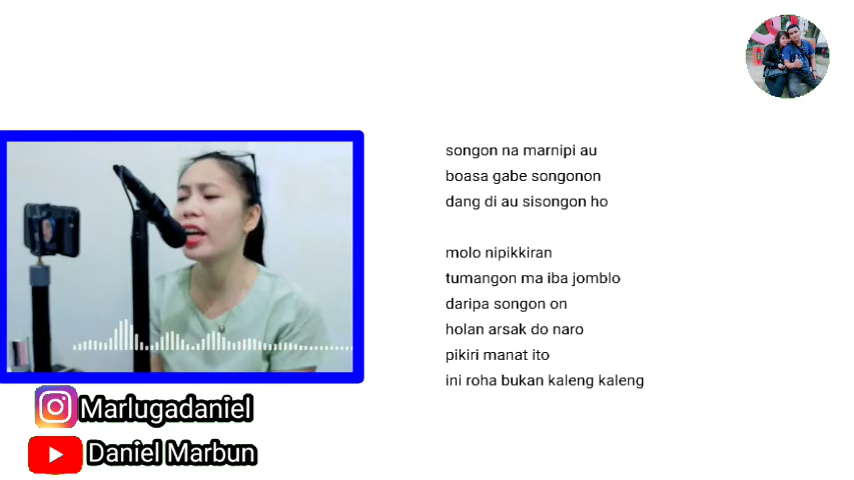 songon na marnipi au
boasa gabe songonon
dang di au sisongon ho
molo nipikkiran
tumangon ma iba jomblo
daripa songon on
holan arsak do naro
pikiri manat ito
ini roha bukan kaleng kaleng
Marlugadaniel
Daniel Marbun